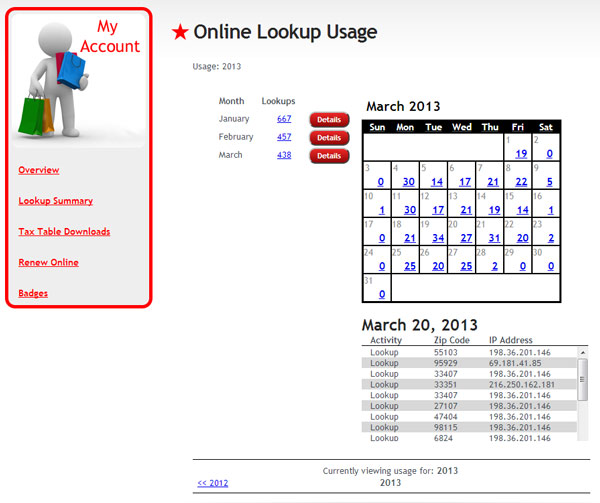 My
Account
Overview
Lookup Summary
Tax Table Downloads
Renew Online
Badges
Online Lookup Usage
Usage: 2013
Month Lookups
January 667 Details
February 457 Details
March 438 Details
March 2013
Sun Mon Tue Wed Thu Fri Sat
1 2
19 0
3 4 5 6 7 8 9
0 30 14 17 21 22 5
10 11 12 13 14 15 16
1 30 17 21 19 14 1
17 18 19 20 21 22 23
0 21 34 27 31 20 2
24 25 26 27 28 29 30
0 25 20 25 2 0 0
31
0
March 20, 2013
Activity Zip Code IP Address
Lookup 55103 198.36.201.146
Lookup 95929 69.181.41.85
Lookup 33407 198.36.201.146
Lookup 33351 216.250.162.181
Lookup 33407 198.36.201.146
Lookup 27107 198.36.201.146
Lookup 47404 198.36.201.146
Lookup 98115 198.36.201.146
Lookup 6824 198.36.201.146
Currently viewing usage for: 2013
<< 2012 2013